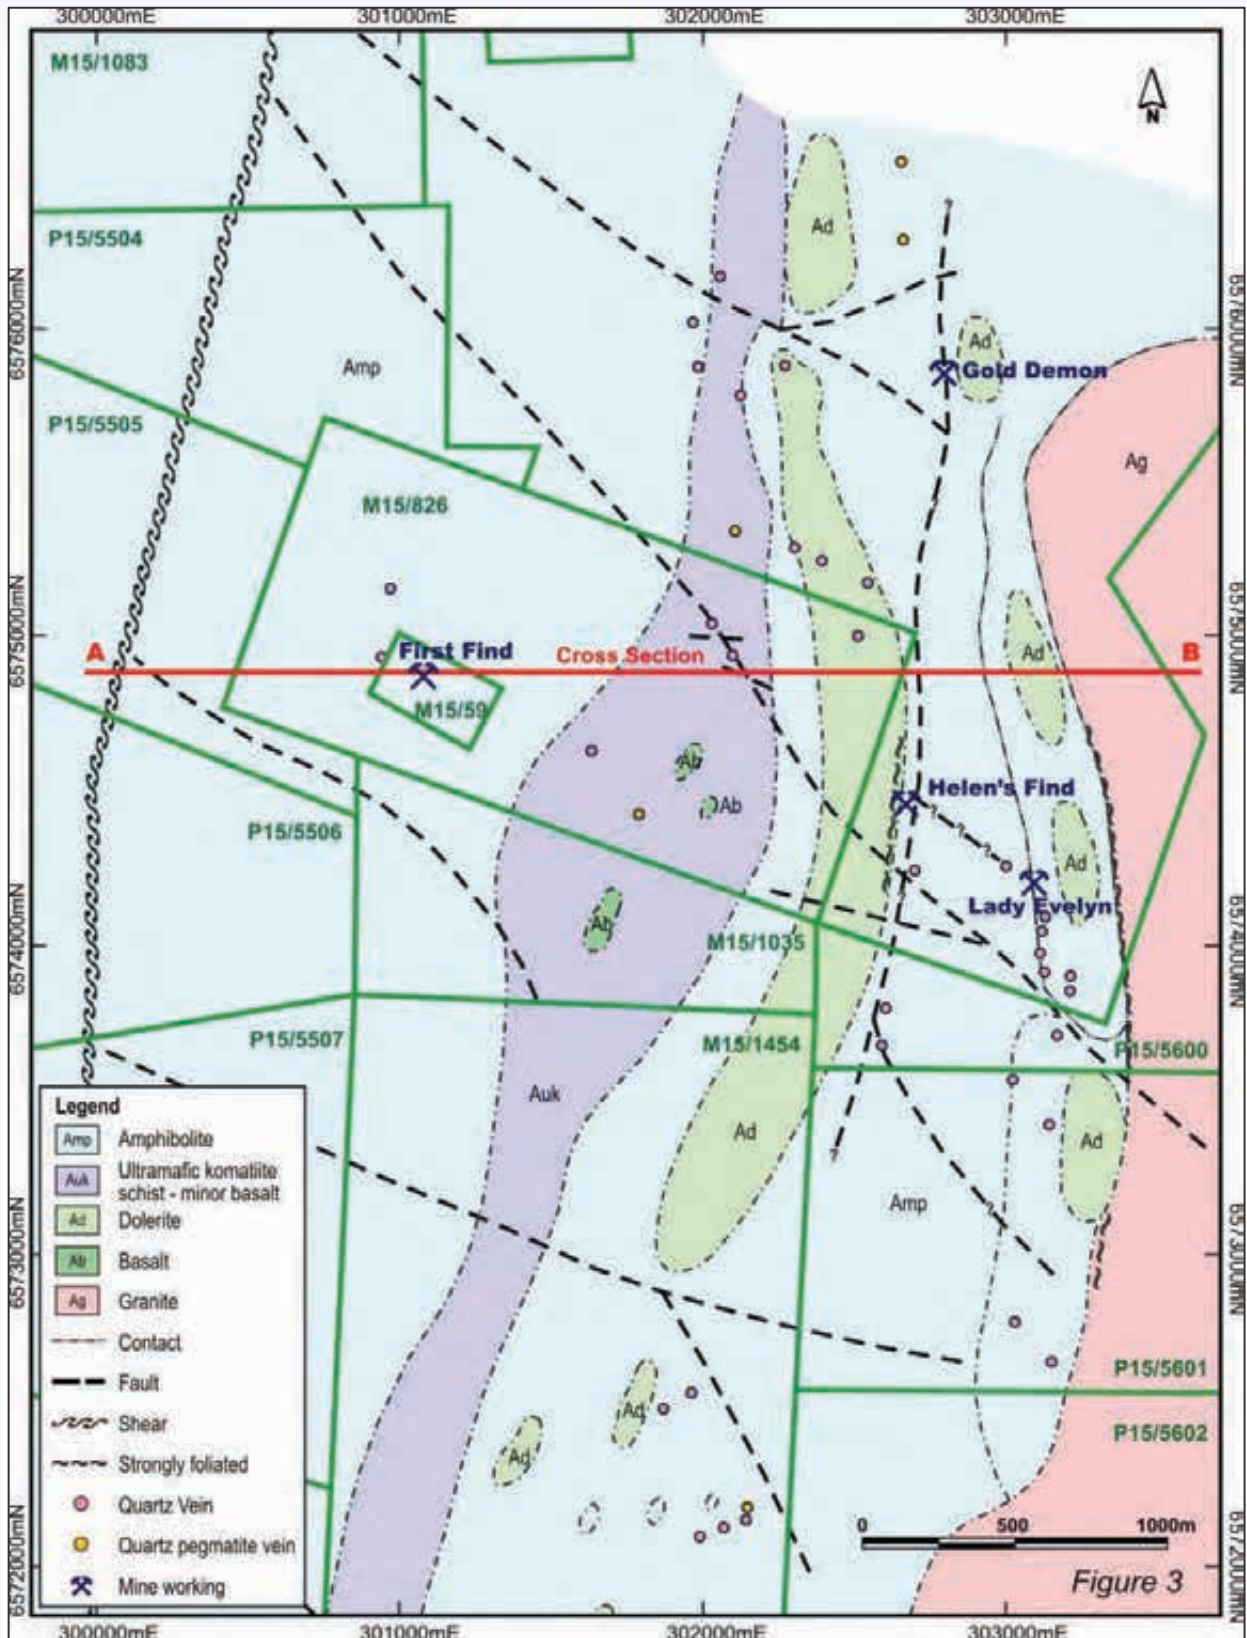 300000mE 301000mE 302000mE 303000mE
M15/1083
N
P15/5504
Ad
6576000mN
6576000mN
Ad
Amp
Gold Demon
P15/5505
Ag
M15/826
6575000mN
6575000mN
First Find
A
Cross Section
B
Ad
M15/59
Ab
Helen's Find
Ab
P15/5506
Ad
Lady Evelyn
Ab
M15/1035
6574000mN
6574000mN
P15/5507
M15/1454
P15/5600
Auk
Ad
Ad
Amp
6573000mN
6573000mN
P15/5601
Ad
P15/5602
Ad
Legend
Amp Amphibolite
Auk Ultramafic komatiite
schist - minor basalt
Ad Dolerite
Ab Basalt
Ag Granite
Contact
Fault
Shear
Strongly foliated
Quartz Vein
Quartz pegmatite vein
Mine working
0 500 1000m
Figure 3
6572000mN
6572000mN
300000mE 301000mE 302000mE 303000mE